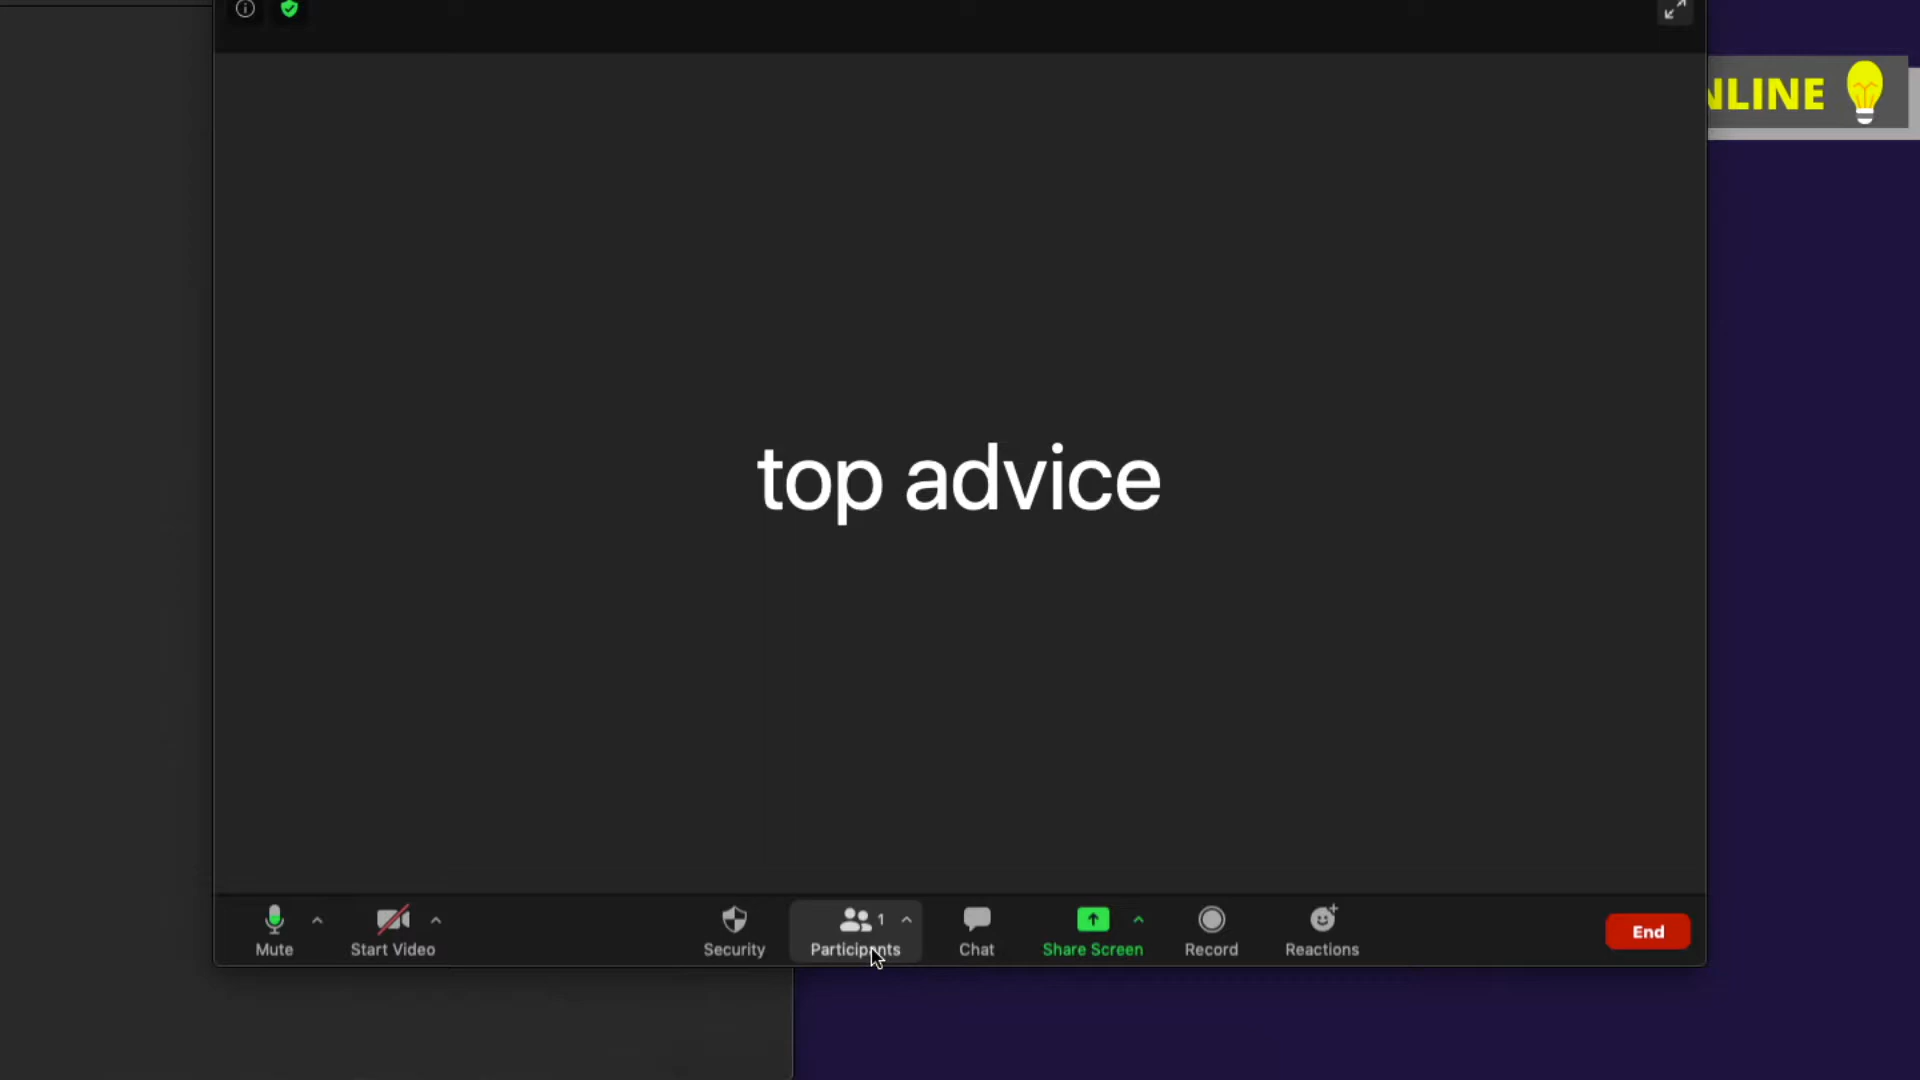 NLINE
top advice
Mute
Start Video
Security
1
Participants
Chat
Share Screen
Record
Reactions
End